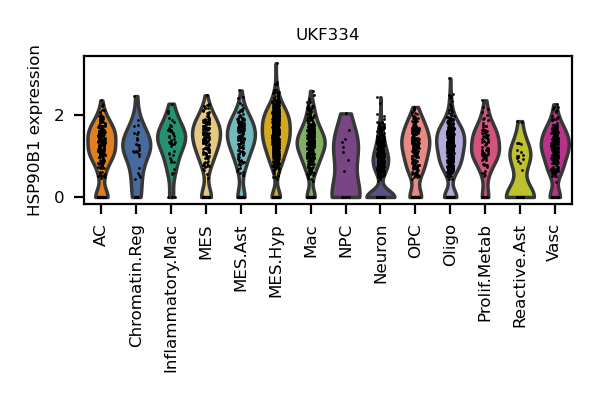 UKF334
HSP90B1 expression
2
0
AC
Chromatin.Reg
Inflammatory.Mac
MES
MES.Ast
MES.Hyp
Mac
NPC
Neuron
OPC
Oligo
Prolif.Metab
Reactive.Ast
Vasc